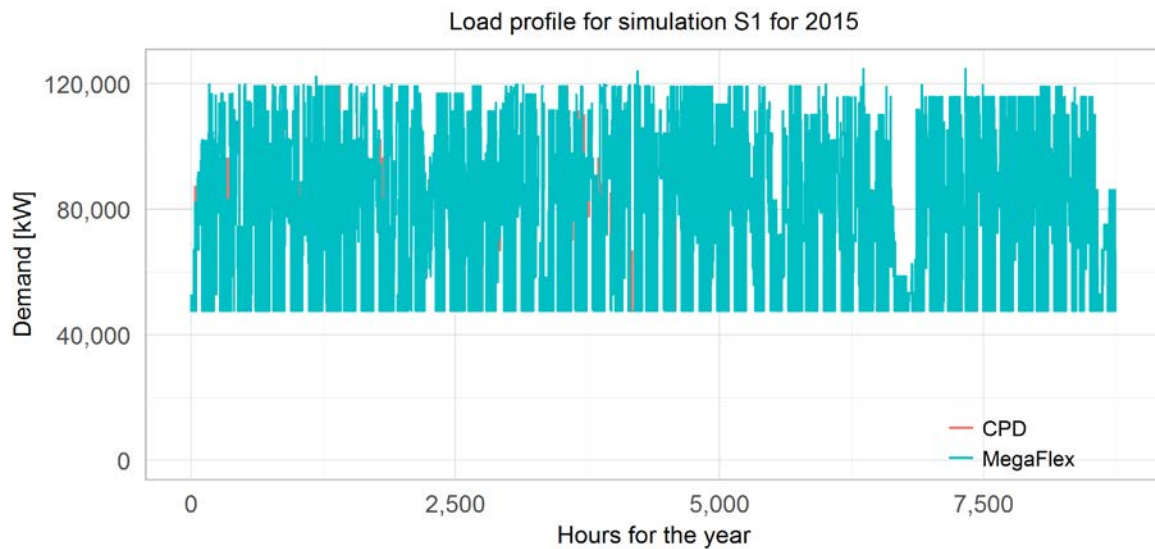 Load profile for simulation S1 for 2015
120,000
80,000
40,000
0
Demand [kW]
CPD
MegaFlex
0 2,500 5,000 7,500
Hours for the year